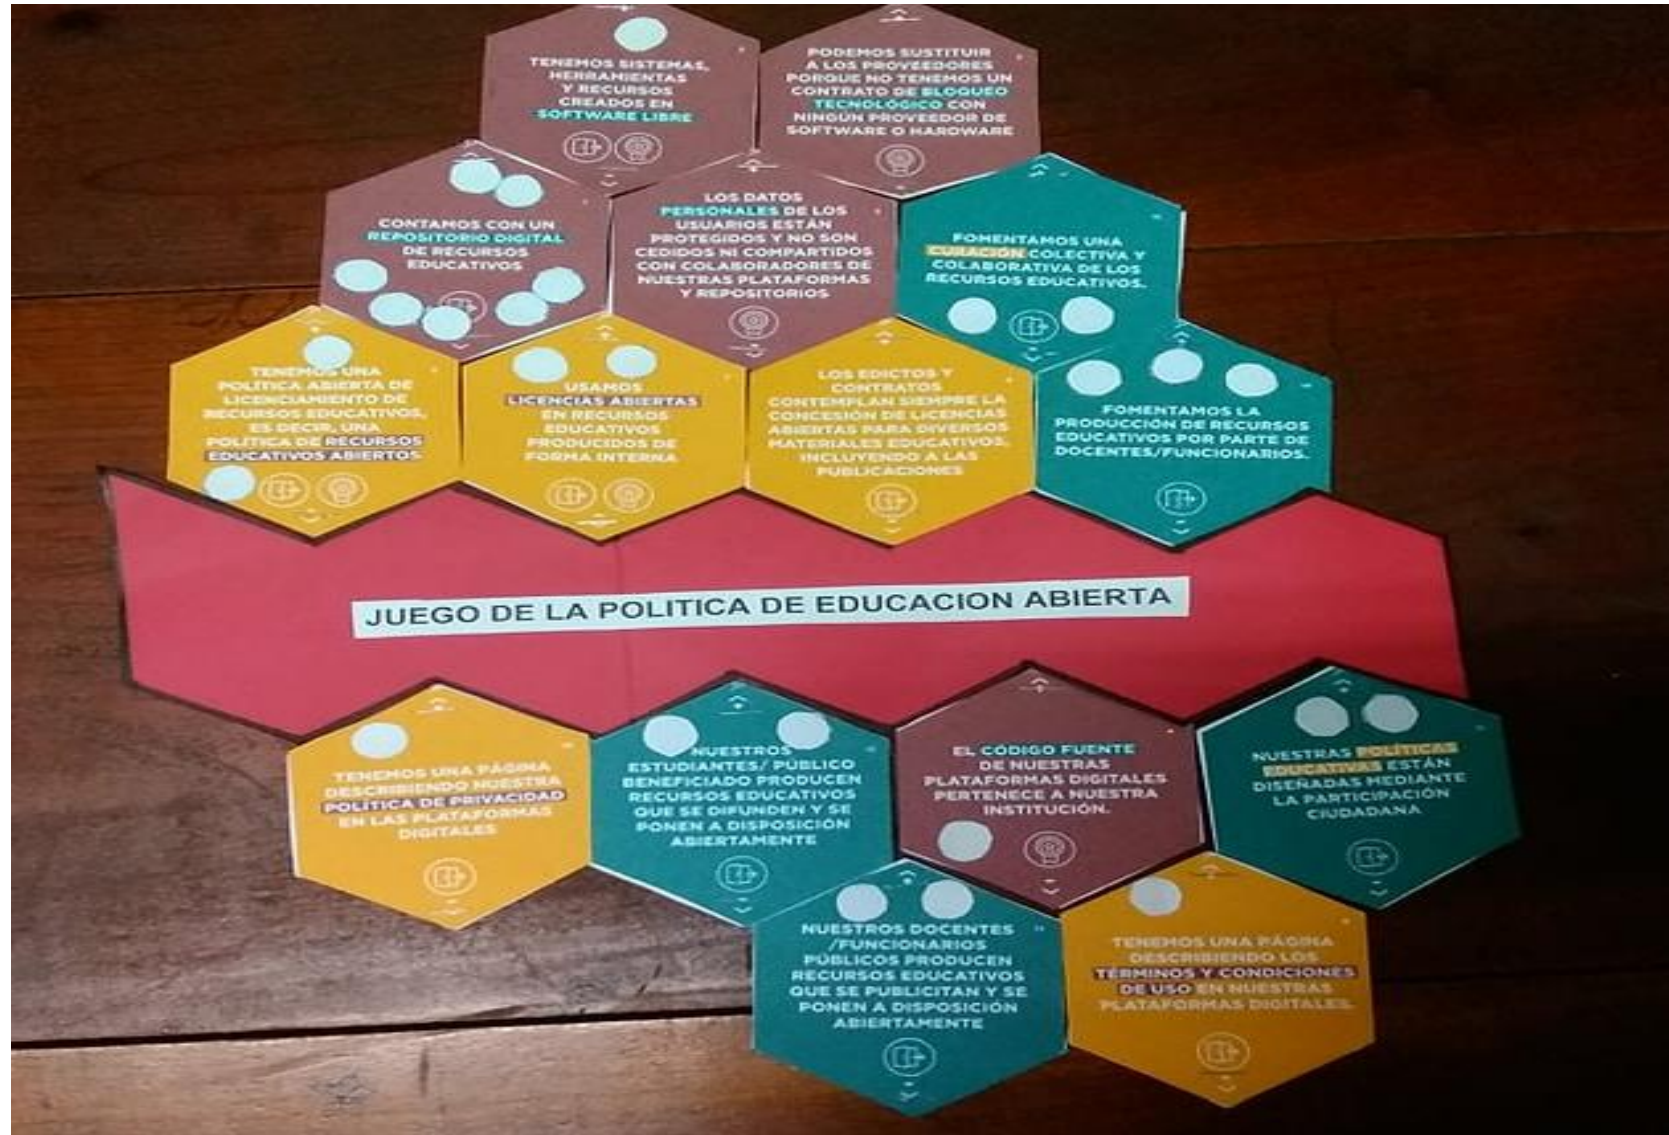 TENEMOS SISTEMAS,
HERRAMIENTAS
Y RECURSOS
CREADOS EN
SOFTWARE LIBRE
PODEMOS SUSTITUIR
A LOS PROVEEDORES
PORQUE NO TENEMOS UN
CONTRATO DE BLOQUEO
TECNOLÓGICO CON
NINGÚN PROVEEDOR DE
SOFTWARE O HARDWARE
CONTAMOS CON UN
REPOSITORIO DIGITAL
DE RECURSOS
EDUCATIVOS
LOS DATOS
PERSONALES DE LOS
USUARIOS ESTÁN
PROTEGIDOS Y NO SON
CEDIDOS NI COMPARTIDOS
CON COLABORADORES DE
NUESTRAS PLATAFORMAS
Y REPOSITORIOS
FOMENTAMOS UNA
CURACIÓN COLECTIVA Y
COLABORATIVA DE LOS
RECURSOS EDUCATIVOS.
TENEMOS UNA
POLÍTICA ABIERTA DE
LICENCIAMIENTO DE
RECURSOS EDUCATIVOS,
ES DECIR, UNA
POLÍTICA DE RECURSOS
EDUCATIVOS ABIERTOS
USAMOS
LICENCIAS ABIERTAS
EN RECURSOS
EDUCATIVOS
PRODUCIDOS DE
FORMA INTERNA
LOS EDICTOS Y
CONTRATOS
CONTEMPLAN SIEMPRE LA
CONCESIÓN DE LICENCIAS
ABIERTAS PARA DIVERSOS
MATERIALES EDUCATIVOS,
INCLUYENDO A LAS
PUBLICACIONES
FOMENTAMOS LA
PRODUCCIÓN DE RECURSOS
EDUCATIVOS POR PARTE DE
DOCENTES/FUNCIONARIOS.
JUEGO DE LA POLITICA DE EDUCACION ABIERTA
TENEMOS UNA PÁGINA
DESCRIBIENDO NUESTRA
POLÍTICA DE PRIVACIDAD
EN LAS PLATAFORMAS
DIGITALES
NUESTROS
ESTUDIANTES/ PÚBLICO
BENEFICIADO PRODUCEN
RECURSOS EDUCATIVOS
QUE SE DIFUNDEN Y SE
PONEN A DISPOSICIÓN
ABIERTAMENTE
EL CÓDIGO FUENTE
DE NUESTRAS
PLATAFORMAS DIGITALES
PERTENECE A NUESTRA
INSTITUCIÓN.
NUESTRAS POLÍTICAS
EDUCATIVAS ESTÁN
DISEÑADAS MEDIANTE
LA PARTICIPACIÓN
CIUDADANA
NUESTROS DOCENTES
/FUNCIONARIOS
PÚBLICOS PRODUCEN
RECURSOS EDUCATIVOS
QUE SE PUBLICITAN Y SE
PONEN A DISPOSICIÓN
ABIERTAMENTE
TENEMOS UNA PÁGINA
DESCRIBIENDO LOS
TÉRMINOS Y CONDICIONES
DE USO EN NUESTRAS
PLATAFORMAS DIGITALES.